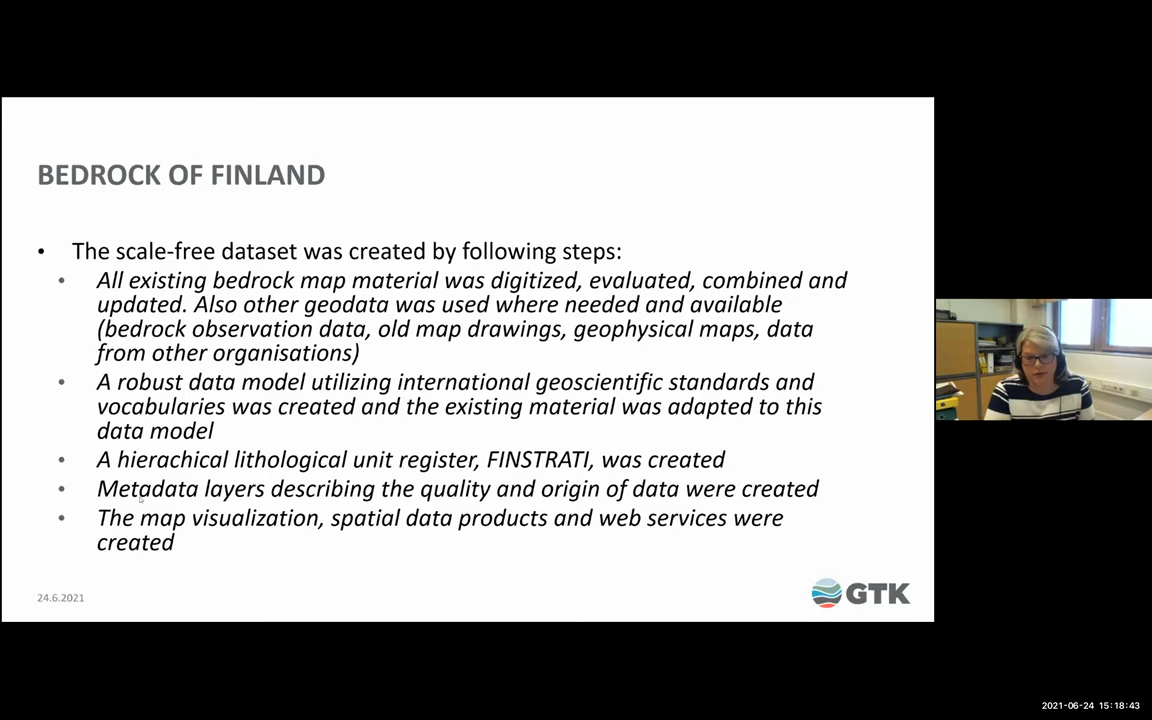 BEDROCK OF FINLAND
• The scale-free dataset was created by following steps:
• All existing bedrock map material was digitized, evaluated, combined and
updated. Also other geodata was used where needed and available
(bedrock observation data, old map drawings, geophysical maps, data
from other organisations)
• A robust data model utilizing international geoscientific standards and
vocabularies was created and the existing material was adapted to this
data model
• A hierachical lithological unit register, FINSTRATI, was created
• Metadata layers describing the quality and origin of data were created
• The map visualization, spatial data products and web services were
created
24.6.2021
GTK
2021-06-24 15:18:43